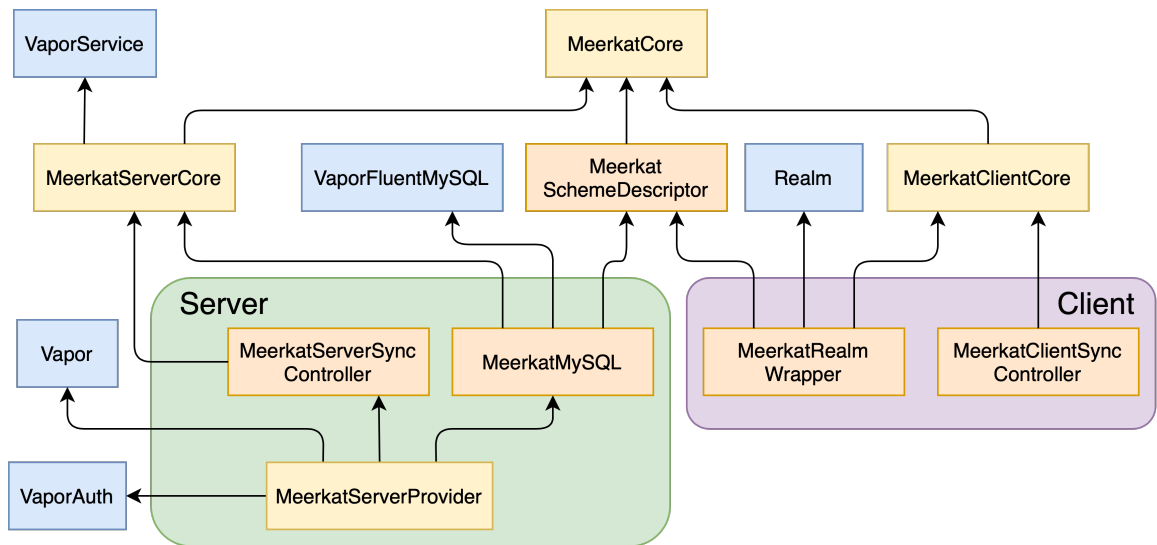 VaporService
MeerkatCore
MeerkatServerCore
VaporFluentMySQL
Meerkat
SchemeDescriptor
Realm
MeerkatClientCore
Server
Client
Vapor
MeerkatServerSync
Controller
MeerkatMySQL
MeerkatRealm
Wrapper
MeerkatClientSync
Controller
VaporAuth
MeerkatServerProvider